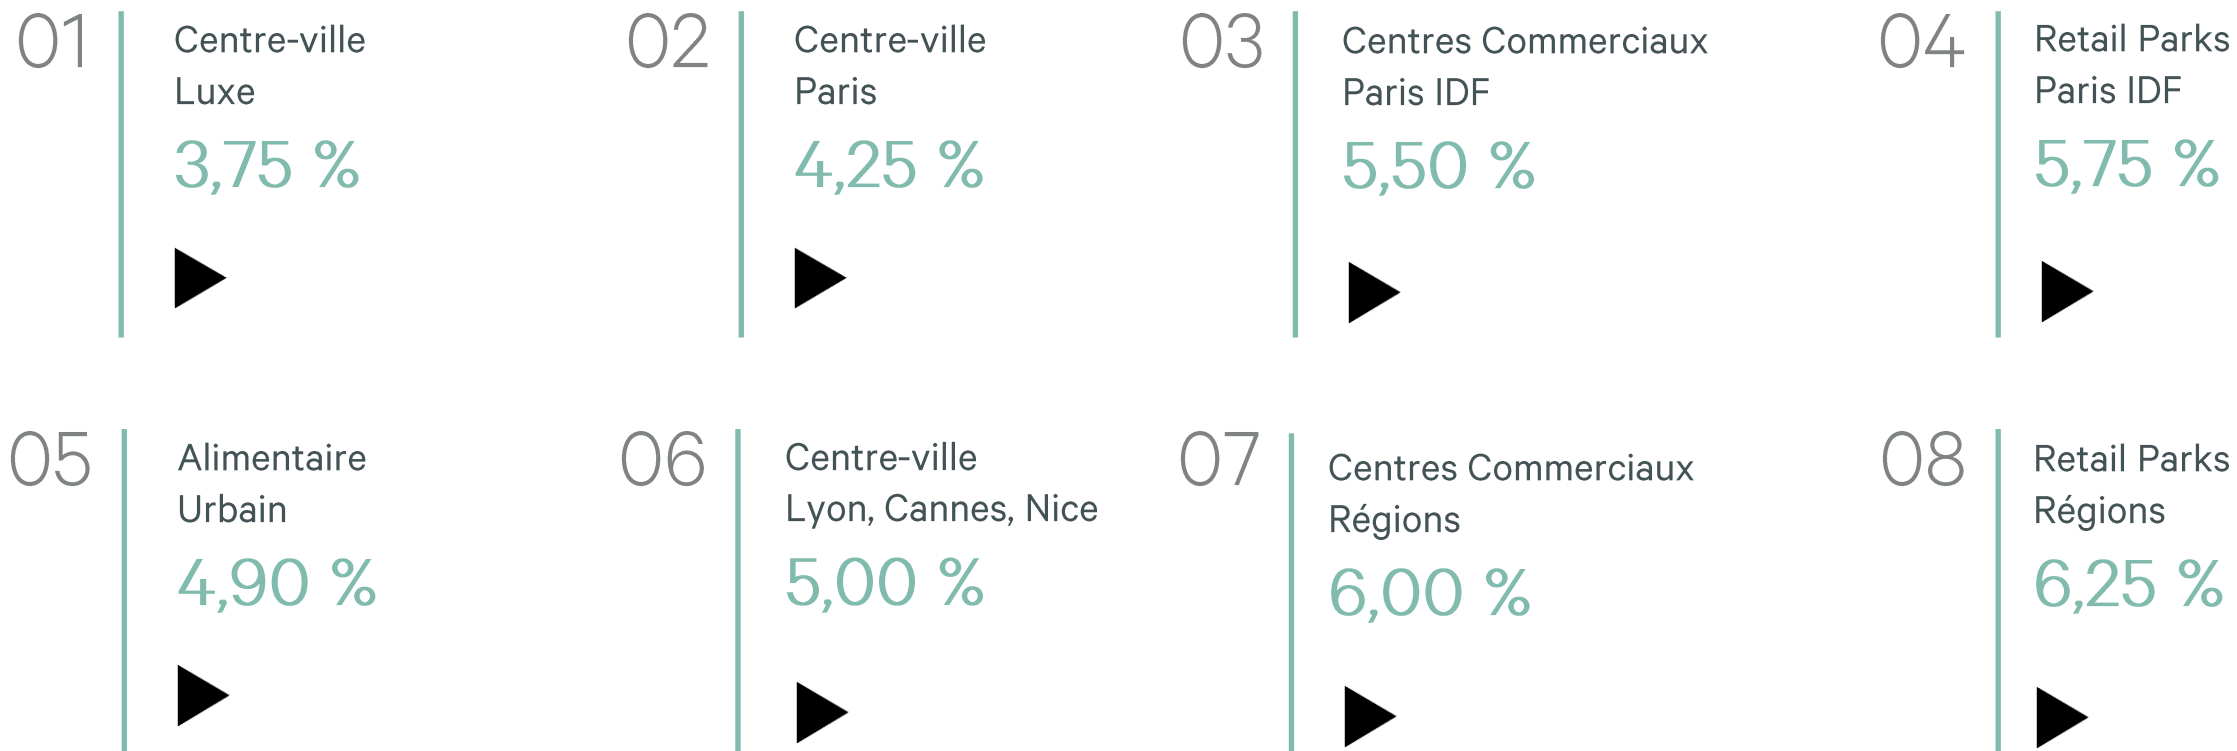 01
Centre-ville
Luxe
3,75 %
02
Centre-ville
Paris
4,25 %
03
Centres Commerciaux
Paris IDF
5,50 %
04
Retail Parks
Paris IDF
5,75 %
05
Alimentaire
Urbain
4,90 %
06
Centre-ville
Lyon, Cannes, Nice
5,00 %
07
Centres Commerciaux
Régions
6,00 %
08
Retail Parks
Régions
6,25 %